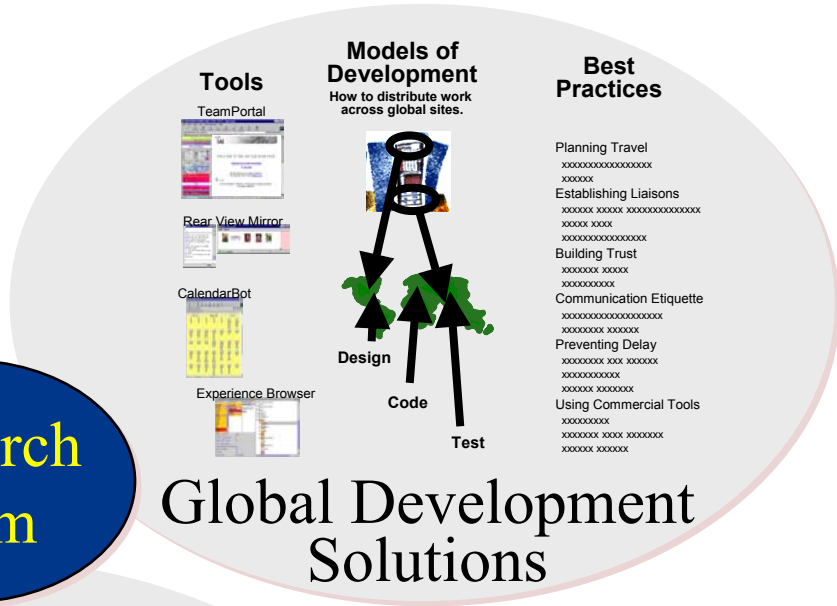 Tools
TeamPortal
Rear View Mirror
CalendarBot
Experience Browser
Models of
Development
How to distribute work
across global sites.
Design
Code
Test
Best
Practices
Planning Travel
xxxxxxxxxxxxxxxxx
xxxxxx
Establishing Liaisons
xxxxxx xxxxx xxxxxxxxxxxxxx
xxxxx xxxx
xxxxxxxxxxxxxxxx
Building Trust
xxxxxxx xxxxx
xxxxxxxxxx
Communication Etiquette
xxxxxxxxxxxxxxxxxxx
xxxxxxxx xxxxxx
Preventing Delay
xxxxxxxx xxx xxxxxx
xxxxxxxxxxx
xxxxxx xxxxxxx
Using Commercial Tools
xxxxxxxxx
xxxxxxx xxxx xxxxxxx
xxxxxx xxxxxx
rch
m
Global Development
Solutions